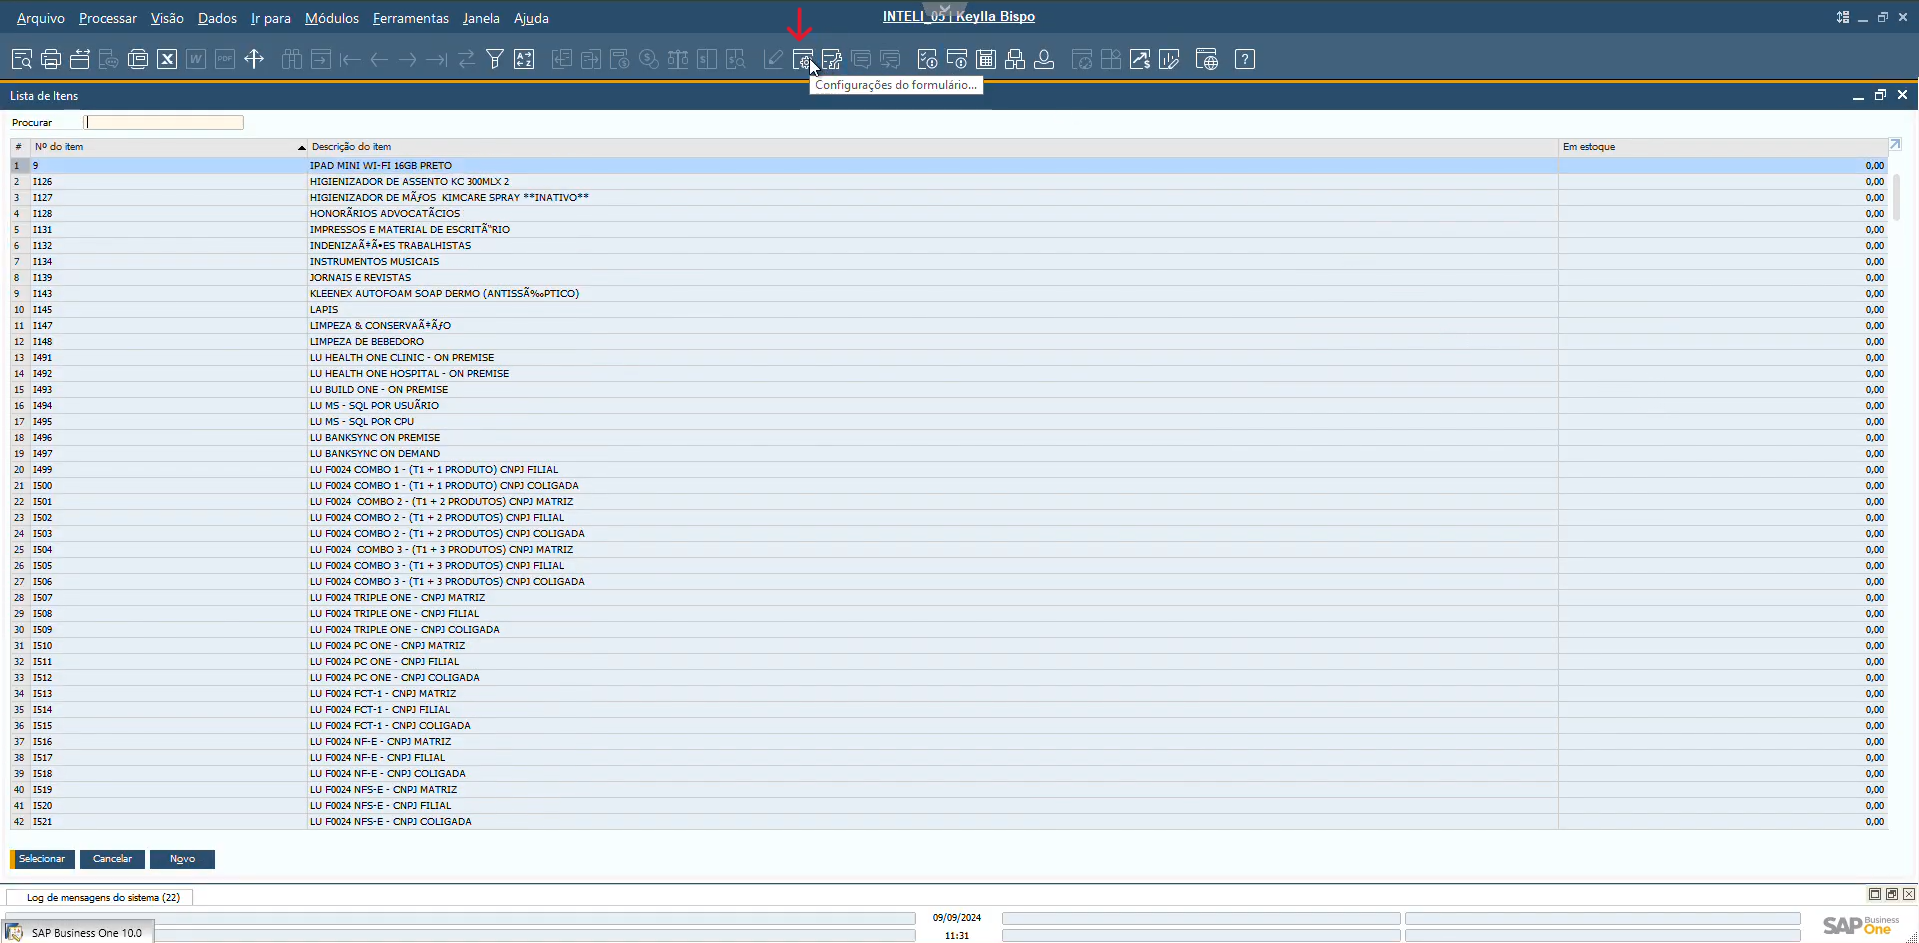 Arquivo Processar Visão Dados Ir para Módulos Ferramentas Janela Ajuda
INTELI_05 | Keylla Bispo
Configurações do formulário...
Lista de Itens
Procurar
# Nº do item Descrição do item Em estoque
1 9 IPAD MINI WI-FI 16GB PRETO 0,00
2 I126 HIGIENIZADOR DE ASSENTO KC 300MLX 2 0,00
3 I127 HIGIENIZADOR DE MÃƒOS  KIMCARE SPRAY **INATIVO** 0,00
4 I128 HONORÃRIOS ADVOCATÃCIOS 0,00
5 I131 IMPRESSOS E MATERIAL DE ESCRITÃ“RIO 0,00
6 I132 INDENIZAÃ‡Ã•ES TRABALHISTAS 0,00
7 I134 INSTRUMENTOS MUSICAIS 0,00
8 I139 JORNAIS E REVISTAS 0,00
9 I143 KLEENEX AUTOFOAM SOAP DERMO (ANTISSÃ‰PTICO) 0,00
10 I145 LAPIS 0,00
11 I147 LIMPEZA & CONSERVAÃ‡ÃƒO 0,00
12 I148 LIMPEZA DE BEBEDORO 0,00
13 I491 LU HEALTH ONE CLINIC - ON PREMISE 0,00
14 I492 LU HEALTH ONE HOSPITAL - ON PREMISE 0,00
15 I493 LU BUILD ONE - ON PREMISE 0,00
16 I494 LU MS - SQL POR USUÃRIO 0,00
17 I495 LU MS - SQL POR CPU 0,00
18 I496 LU BANKSYNC ON PREMISE 0,00
19 I497 LU BANKSYNC ON DEMAND 0,00
20 I499 LU F0024 COMBO 1 - (T1 + 1 PRODUTO) CNPJ FILIAL 0,00
21 I500 LU F0024 COMBO 1 - (T1 + 1 PRODUTO) CNPJ COLIGADA 0,00
22 I501 LU F0024  COMBO 2 - (T1 + 2 PRODUTOS) CNPJ MATRIZ 0,00
23 I502 LU F0024 COMBO 2 - (T1 + 2 PRODUTOS) CNPJ FILIAL 0,00
24 I503 LU F0024 COMBO 2 - (T1 + 2 PRODUTOS) CNPJ COLIGADA 0,00
25 I504 LU F0024  COMBO 3 - (T1 + 3 PRODUTOS) CNPJ MATRIZ 0,00
26 I505 LU F0024 COMBO 3 - (T1 + 3 PRODUTOS) CNPJ FILIAL 0,00
27 I506 LU F0024 COMBO 3 - (T1 + 3 PRODUTOS) CNPJ COLIGADA 0,00
28 I507 LU F0024 TRIPLE ONE - CNPJ MATRIZ 0,00
29 I508 LU F0024 TRIPLE ONE - CNPJ FILIAL 0,00
30 I509 LU F0024 TRIPLE ONE - CNPJ COLIGADA 0,00
31 I510 LU F0024 PC ONE - CNPJ MATRIZ 0,00
32 I511 LU F0024 PC ONE - CNPJ FILIAL 0,00
33 I512 LU F0024 PC ONE - CNPJ COLIGADA 0,00
34 I513 LU F0024 FCT-1 - CNPJ MATRIZ 0,00
35 I514 LU F0024 FCT-1 - CNPJ FILIAL 0,00
36 I515 LU F0024 FCT-1 - CNPJ COLIGADA 0,00
37 I516 LU F0024 NF-E - CNPJ MATRIZ 0,00
38 I517 LU F0024 NF-E - CNPJ FILIAL 0,00
39 I518 LU F0024 NF-E - CNPJ COLIGADA 0,00
40 I519 LU F0024 NFS-E - CNPJ MATRIZ 0,00
41 I520 LU F0024 NFS-E - CNPJ FILIAL 0,00
42 I521 LU F0024 NFS-E - CNPJ COLIGADA 0,00
Selecionar Cancelar Novo
Log de mensagens do sistema (22)
09/09/2024
11:31
SAP Business One 10.0
SAP Business One